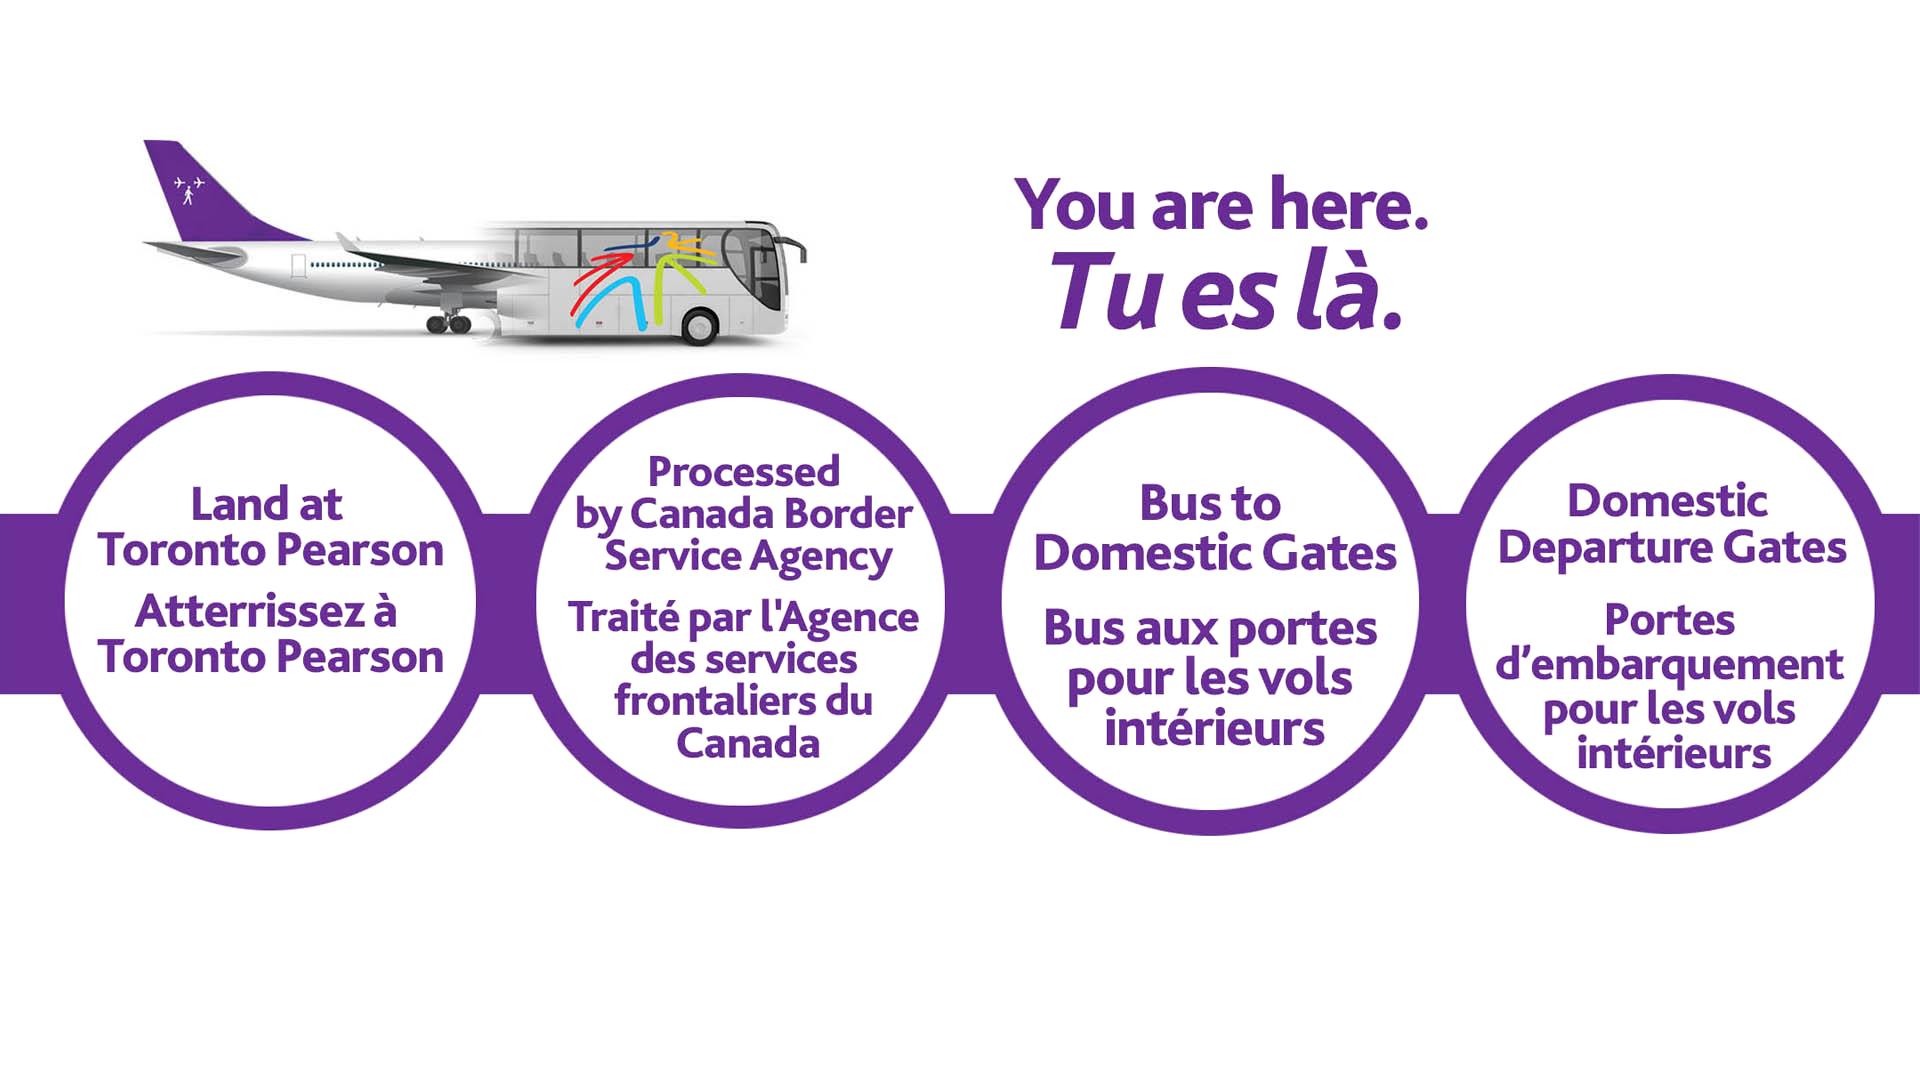 You are here.
Tu es là.
Land at
Toronto Pearson
Atterrissez à
Toronto Pearson
Processed
by Canada Border
Service Agency
Traité par l'Agence
des services
frontaliers du
Canada
Bus to
Domestic Gates
Bus aux portes
pour les vols
intérieurs
Domestic
Departure Gates
Portes
d’embarquement
pour les vols
intérieurs